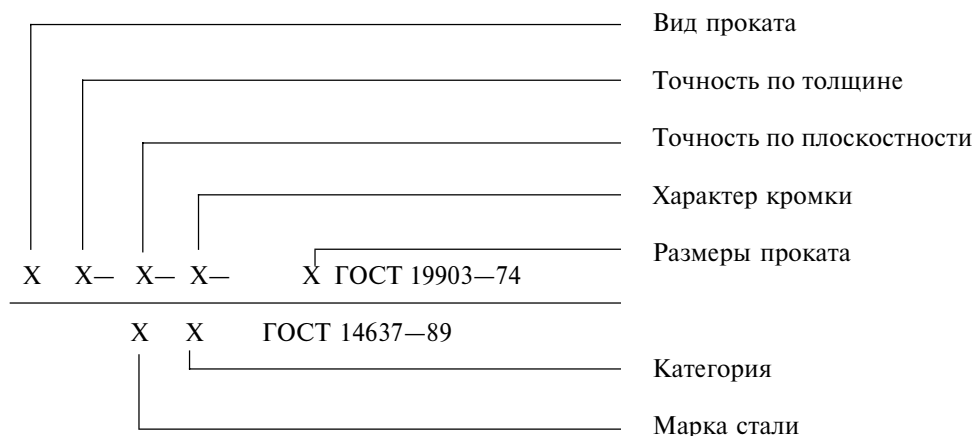 Вид проката
Точность по толщине
Точность по плоскостности
Характер кромки
Размеры проката
Х Х— Х— Х— Х ГОСТ 19903—74
Х Х ГОСТ 14637—89
Категория
Марка стали